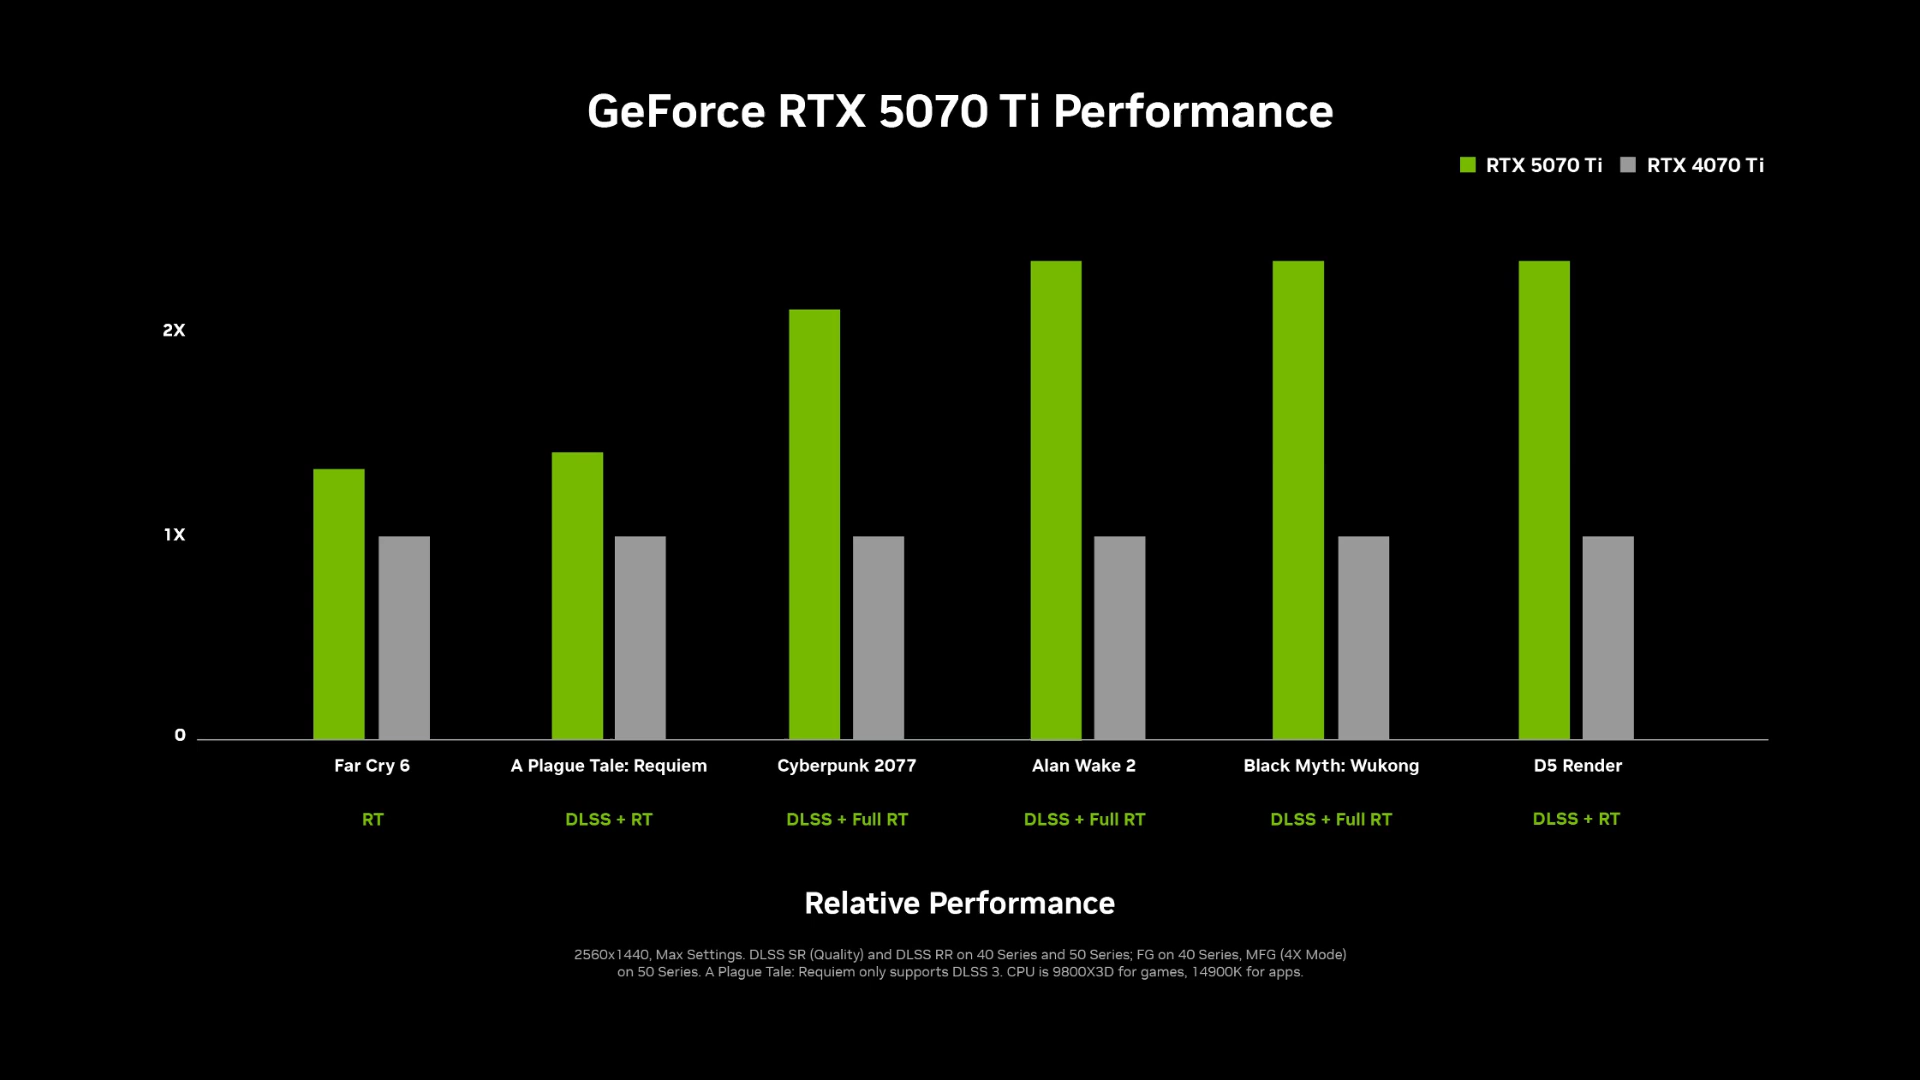 GeForce RTX 5070 Ti Performance
RTX 5070 Ti
RTX 4070 Ti
2X
1X
0
Far Cry 6
A Plague Tale: Requiem
Cyberpunk 2077
Alan Wake 2
Black Myth: Wukong
D5 Render
RT
DLSS + RT
DLSS + Full RT
DLSS + Full RT
DLSS + Full RT
DLSS + RT
Relative Performance
2560x1440, Max Settings. DLSS SR (Quality) and DLSS RR on 40 Series and 50 Series; FG on 40 Series, MFG (4X Mode)
on 50 Series. A Plague Tale: Requiem only supports DLSS 3. CPU is 9800X3D for games, 14900K for apps.